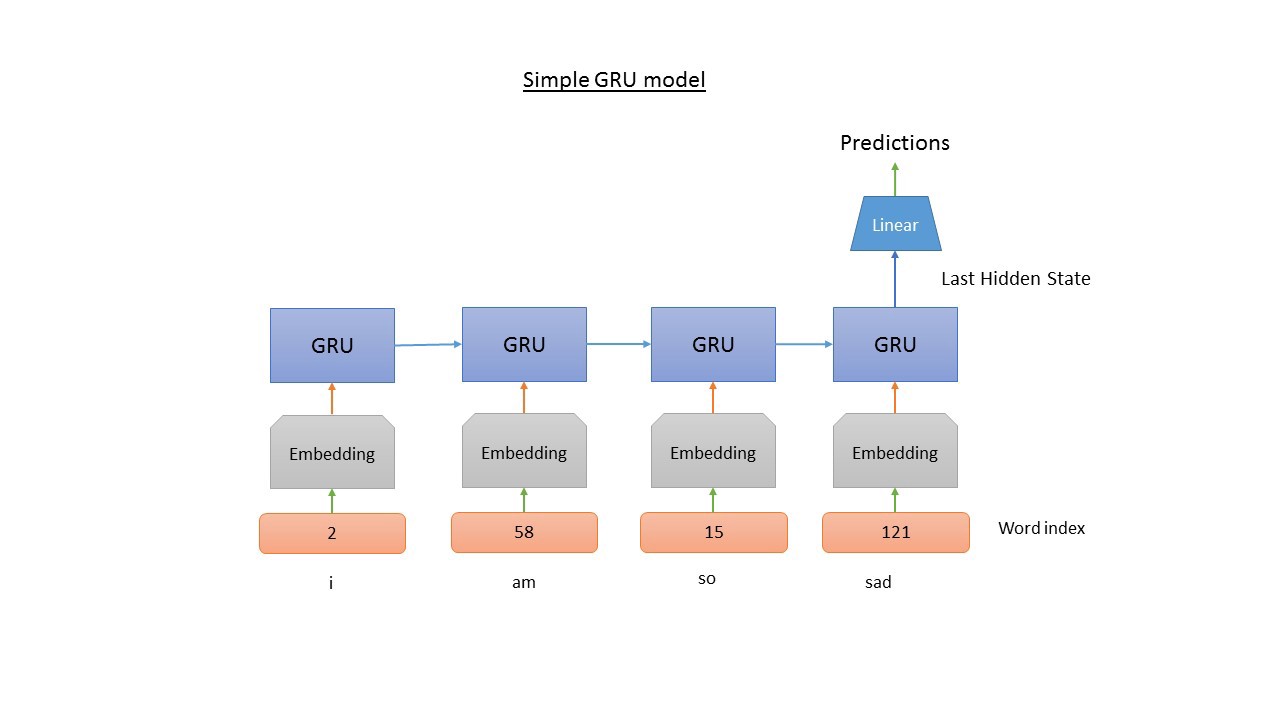 Simple GRU model
Predictions
Linear
Last Hidden State
GRU GRU GRU GRU
Embedding Embedding Embedding Embedding
2 58 15 121 Word index
i am so sad